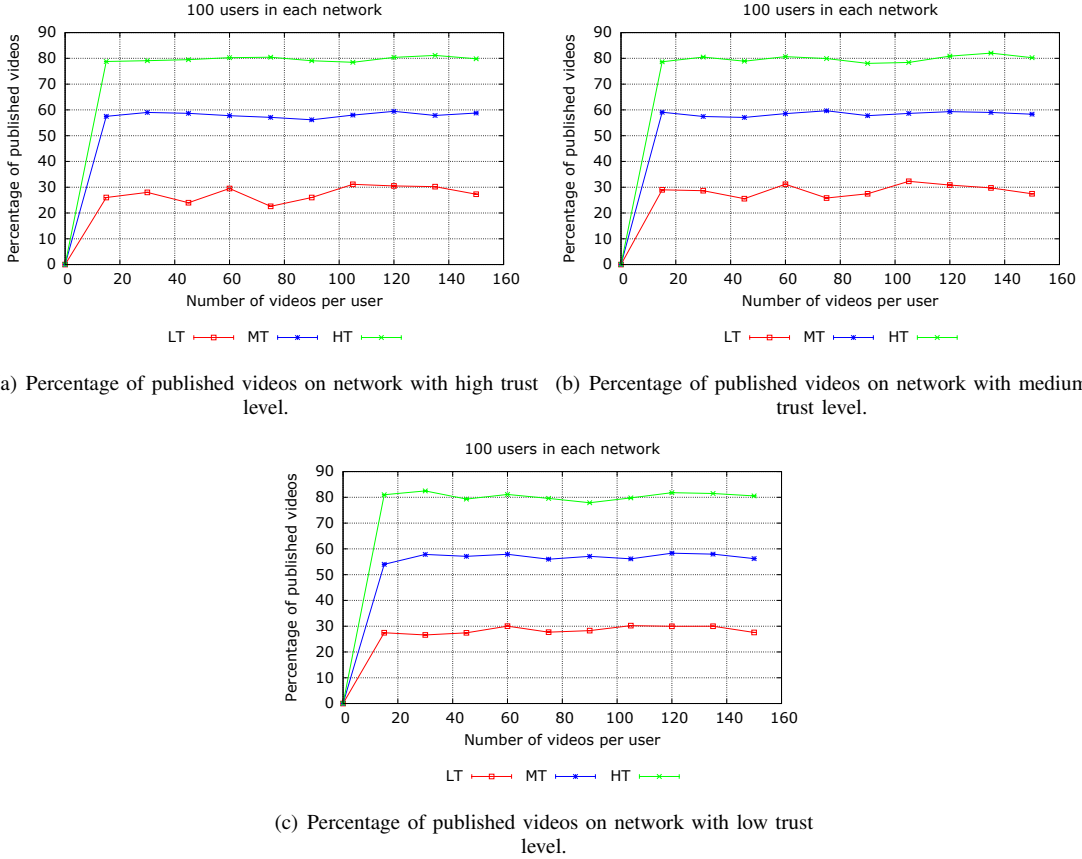 100 users in each network
90
80
70
60
50
40
30
20
10
0
Percentage of published videos
0 20 40 60 80 100 120 140 160
Number of videos per user
LT MT HT
a) Percentage of published videos on network with high trust
level.
100 users in each network
90
80
70
60
50
40
30
20
10
0
Percentage of published videos
0 20 40 60 80 100 120 140 160
Number of videos per user
LT MT HT
(b) Percentage of published videos on network with medium
trust level.
100 users in each network
90
80
70
60
50
40
30
20
10
0
Percentage of published videos
0 20 40 60 80 100 120 140 160
Number of videos per user
LT MT HT
(c) Percentage of published videos on network with low trust
level.